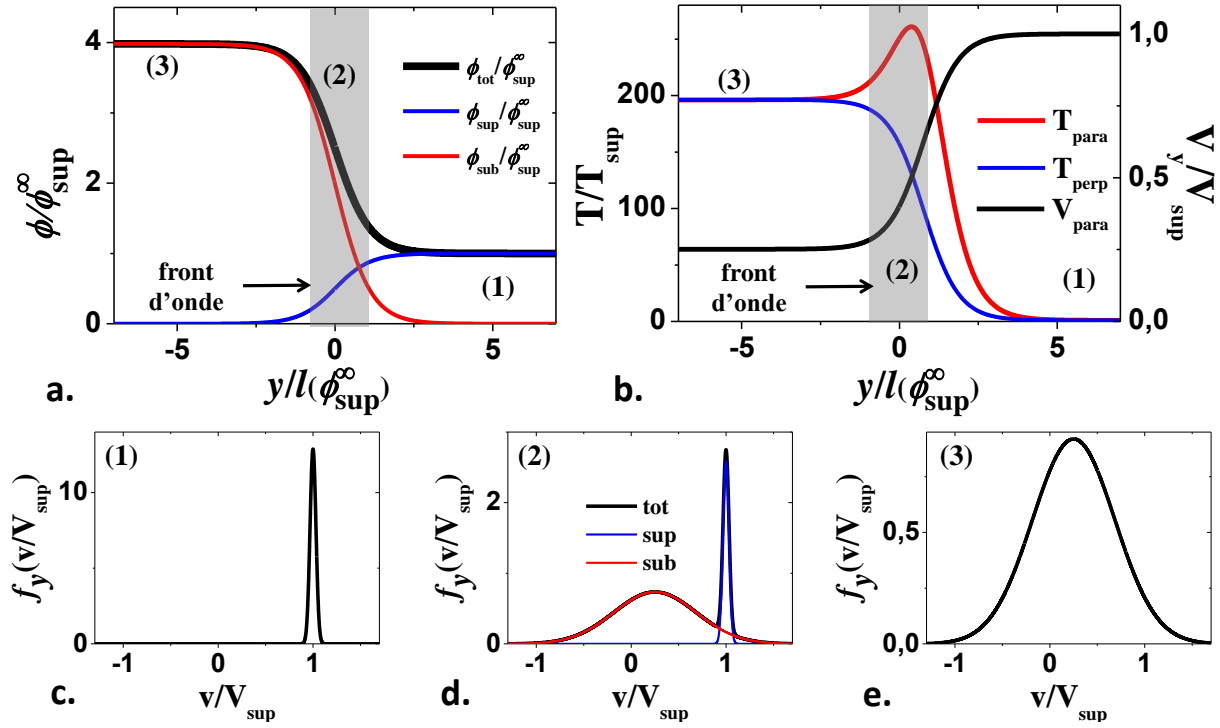 4
2
0
ϕ/ϕ∞sup
(3)
(2)
(1)
ϕtot/ϕ∞sup
ϕsup/ϕ∞sup
ϕsub/ϕ∞sup
front
d'onde
-5
0
5
y/l(ϕ∞sup)
a.
200
100
0
T/Tsup
(3)
(2)
(1)
Tpara
Tperp
Vpara
front
d'onde
1,0
0,5
0,0
Vy/Vsup
-5
0
5
y/l(ϕ∞sup)
b.
(1)
10
0
fy(v/Vsup)
-1
0
1
v/Vsup
c.
(2)
2
0
fy(v/Vsup)
tot
sup
sub
-1
0
1
v/Vsup
d.
(3)
0,5
0,0
fy(v/Vsup)
-1
0
1
v/Vsup
e.